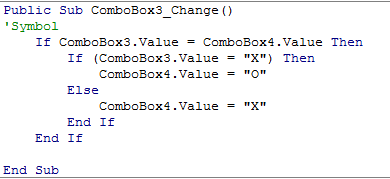 Public Sub ComboBox3_Change()
'Symbol
    If ComboBox3.Value = ComboBox4.Value Then
        If (ComboBox3.Value = "X") Then
            ComboBox4.Value = "O"
        Else
            ComboBox4.Value = "X"
        End If
    End If
End Sub